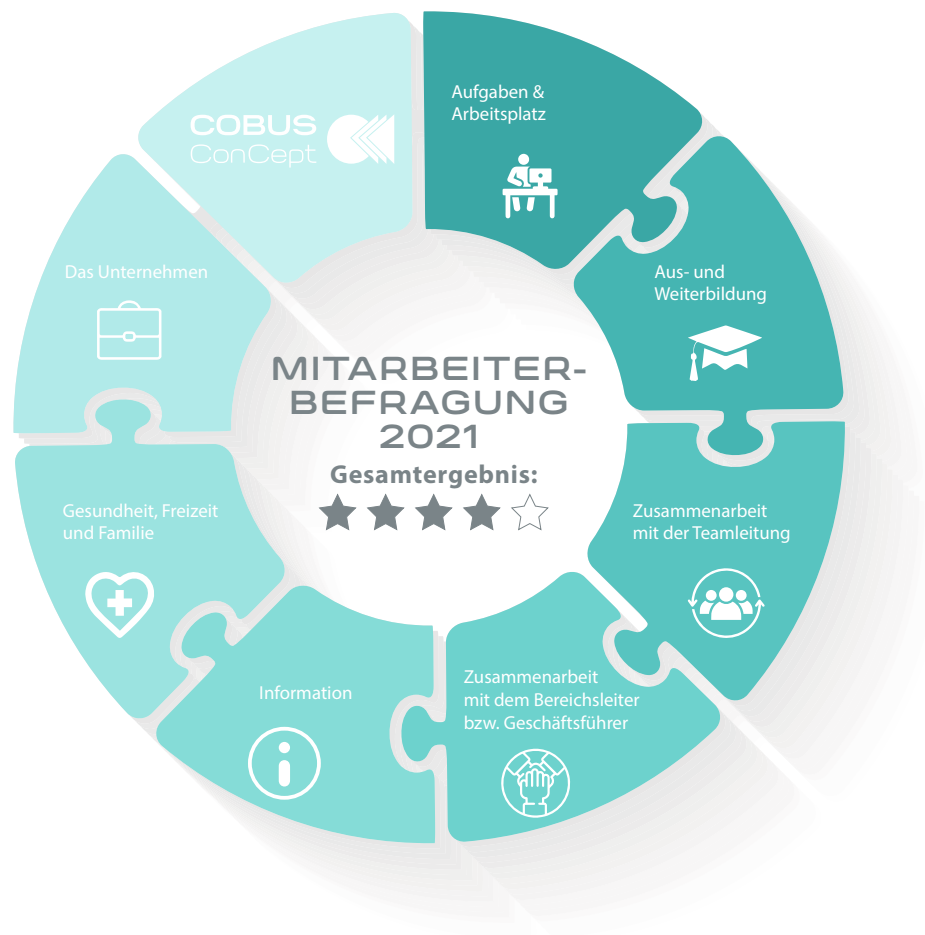 COBUS
ConCept
Aufgaben &
Arbeitsplatz
Aus- und
Weiterbildung
Zusammenarbeit
mit der Teamleitung
Zusammenarbeit
mit dem Bereichsleiter
bzw. Geschäftsführer
Information
Gesundheit, Freizeit
und Familie
Das Unternehmen
MITARBEITER-
BEFRAGUNG
2021
Gesamtergebnis: